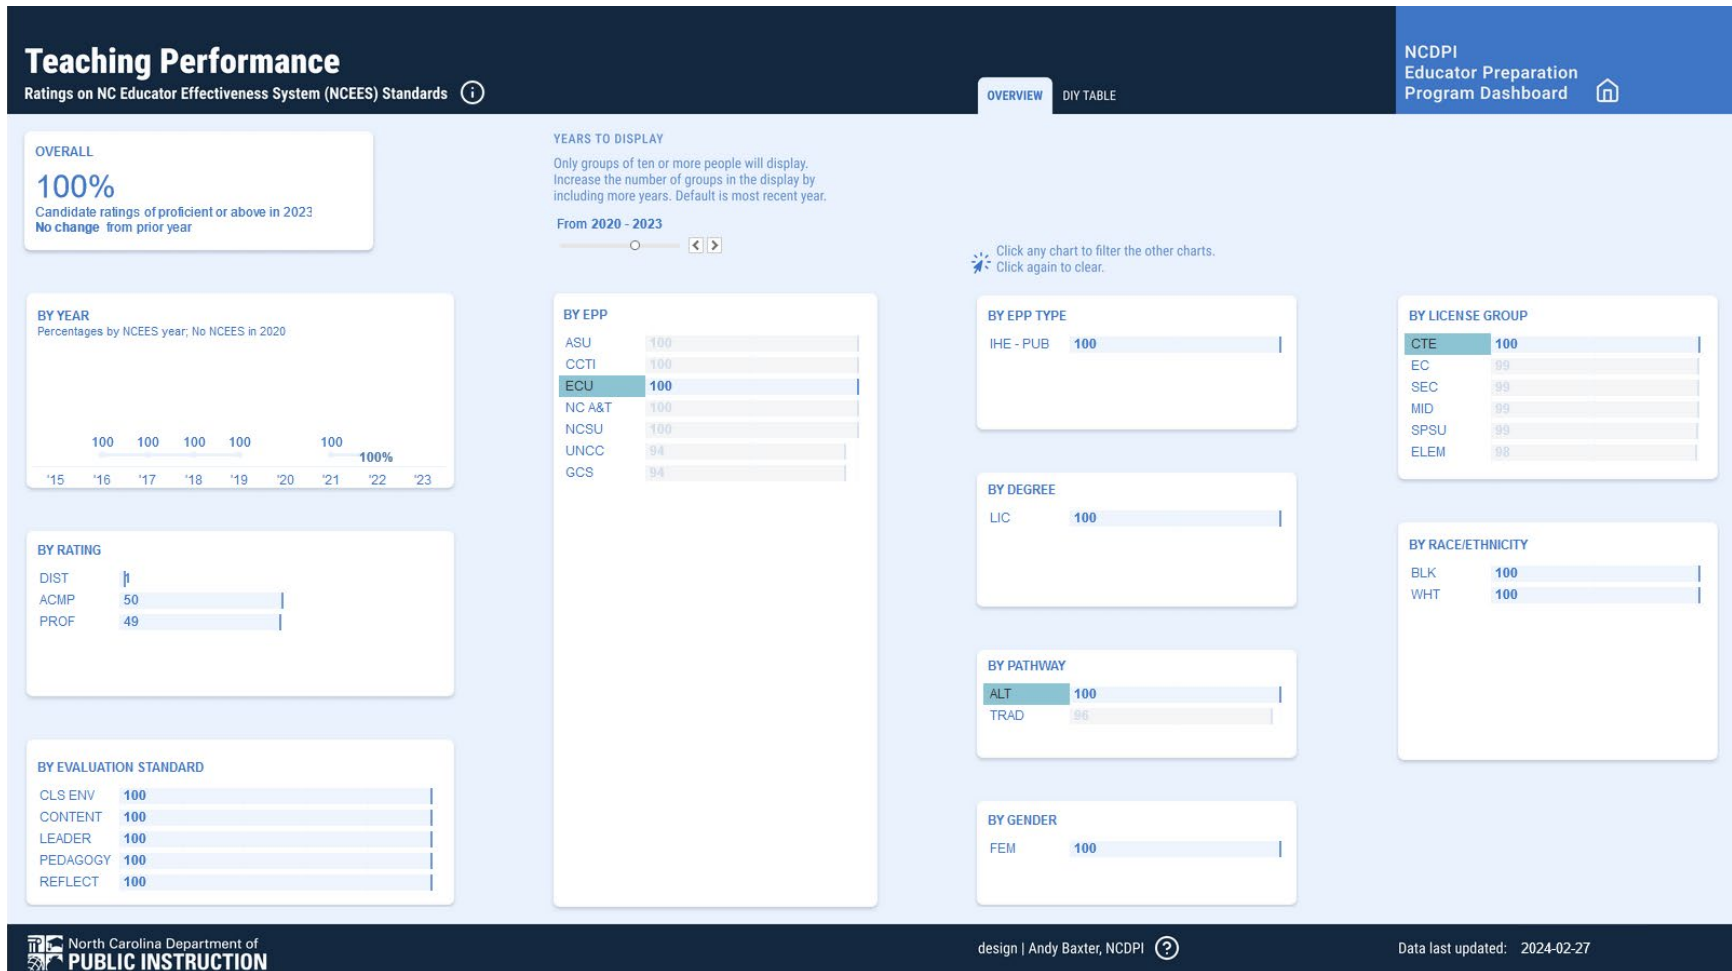 Teaching Performance
Ratings on NC Educator Effectiveness System (NCEES) Standards
OVERVIEW
DIY TABLE
NCDPI
Educator Preparation
Program Dashboard
OVERALL
100%
Candidate ratings of proficient or above in 2023
No change from prior year
YEARS TO DISPLAY
Only groups of ten or more people will display.
Increase the number of groups in the display by
including more years. Default is most recent year.
From 2020 - 2023
Click any chart to filter the other charts.
Click again to clear.
BY YEAR
Percentages by NCEES year; No NCEES in 2020
100 100 100 100 100
100%
'15 '16 '17 '18 '19 '20 '21 '22 '23
BY RATING
DIST 1
ACMP 50
PROF 49
BY EVALUATION STANDARD
CLS ENV 100
CONTENT 100
LEADER 100
PEDAGOGY 100
REFLECT 100
BY EPP
ASU 100
CCTI 100
ECU 100
NC A&T 100
NCSU 100
UNCC 94
GCS 94
BY EPP TYPE
IHE - PUB 100
BY DEGREE
LIC 100
BY PATHWAY
ALT 100
TRAD 96
BY GENDER
FEM 100
BY LICENSE GROUP
CTE 100
EC 99
SEC 99
MID 99
SPSU 99
ELEM 98
BY RACE/ETHNICITY
BLK 100
WHT 100
North Carolina Department of
PUBLIC INSTRUCTION
design | Andy Baxter, NCDPI
Data last updated: 2024-02-27